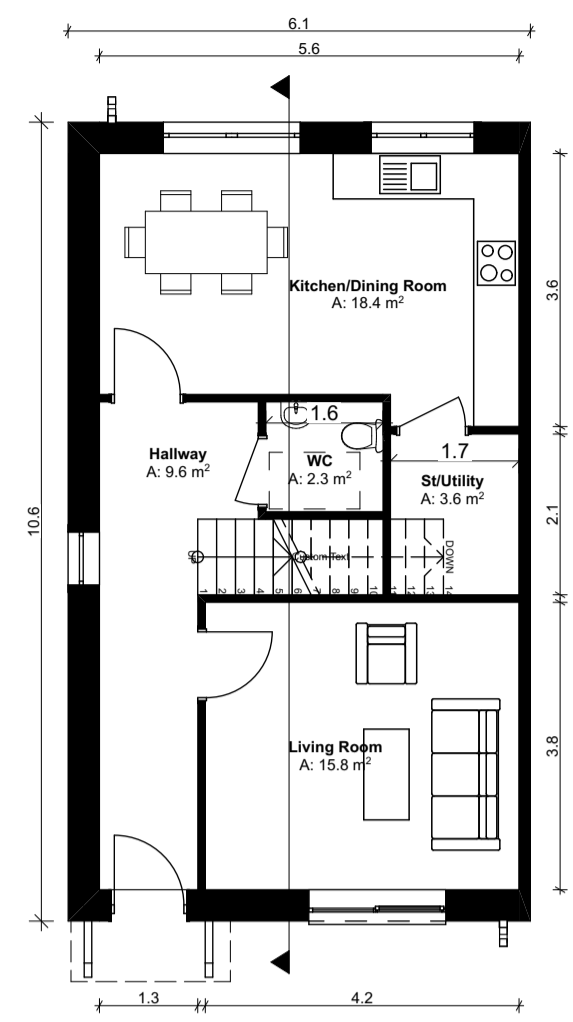 6.1
5.6
Kitchen/Dining Room
A: 18.4 m²
3.6
1.6
Hallway
A: 9.6 m²
WC
A: 2.3 m²
1.7
St/Utility
A: 3.6 m²
10.6
2.1
DOWN
1 2 3 4 5 6 7 8 9 10 11 12 13 14
Living Room
A: 15.8 m²
3.8
1.3
4.2